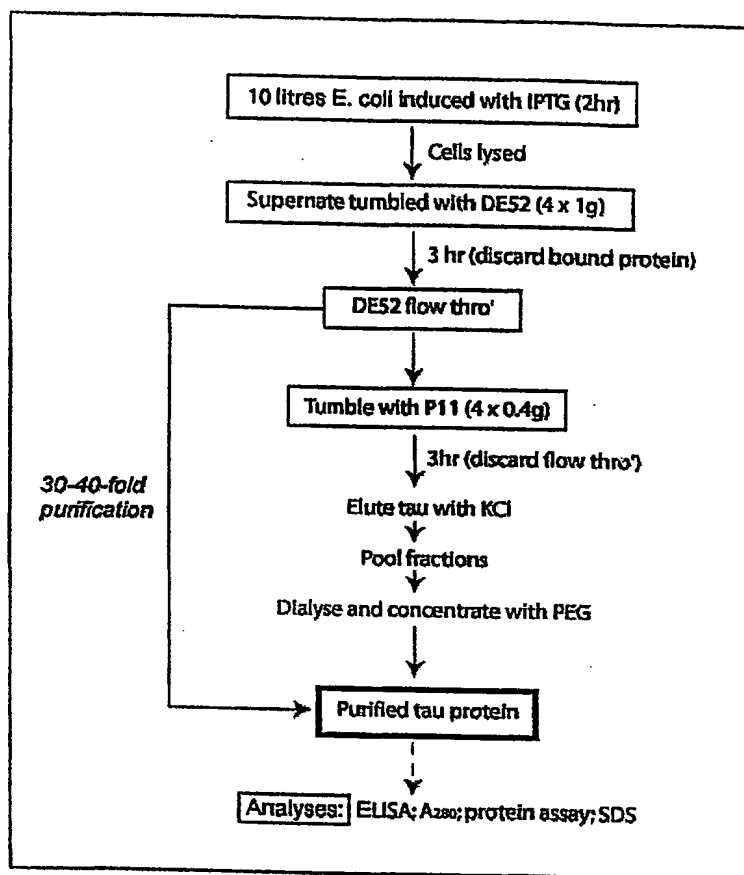 10 litres E. coli induced with IPTG (2hr)
Cells lysed
Supernate tumbled with DE52 (4 x 1g)
3 hr (discard bound protein)
DE52 flow thro'
Tumble with P11 (4 x 0.4g)
3hr (discard flow thro')
30-40-fold
purification
Elute tau with KCl
Pool fractions
Dialyse and concentrate with PEG
Purified tau protein
Analyses: ELISA; A280; protein assay; SDS